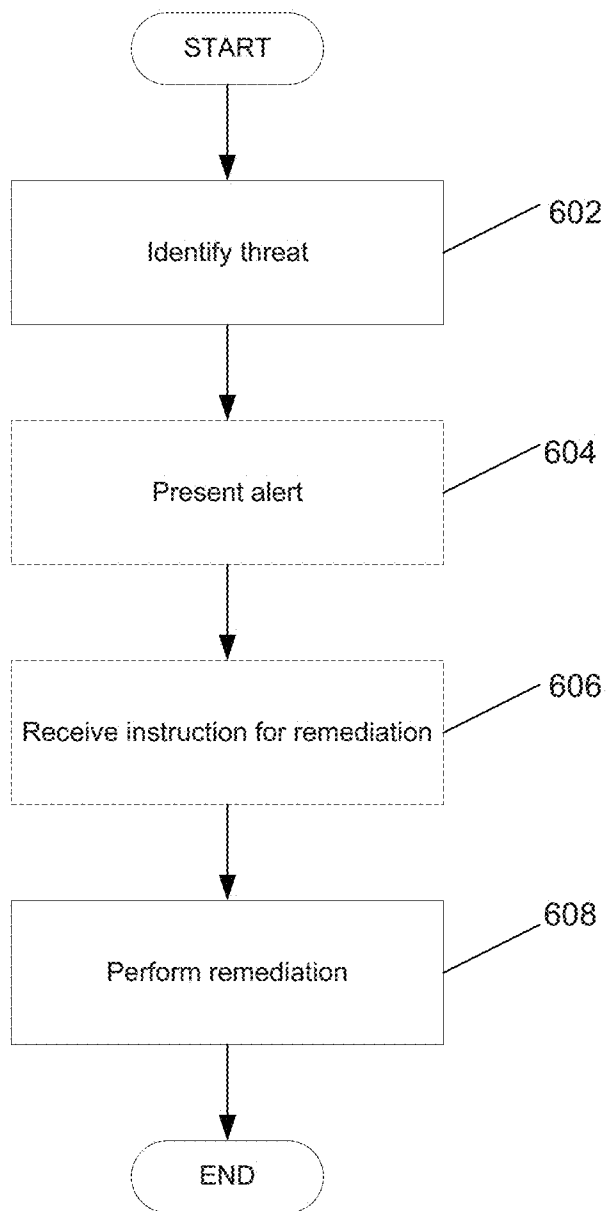 START
Identify threat
602
Present alert
604
Receive instruction for remediation
606
Perform remediation
608
END